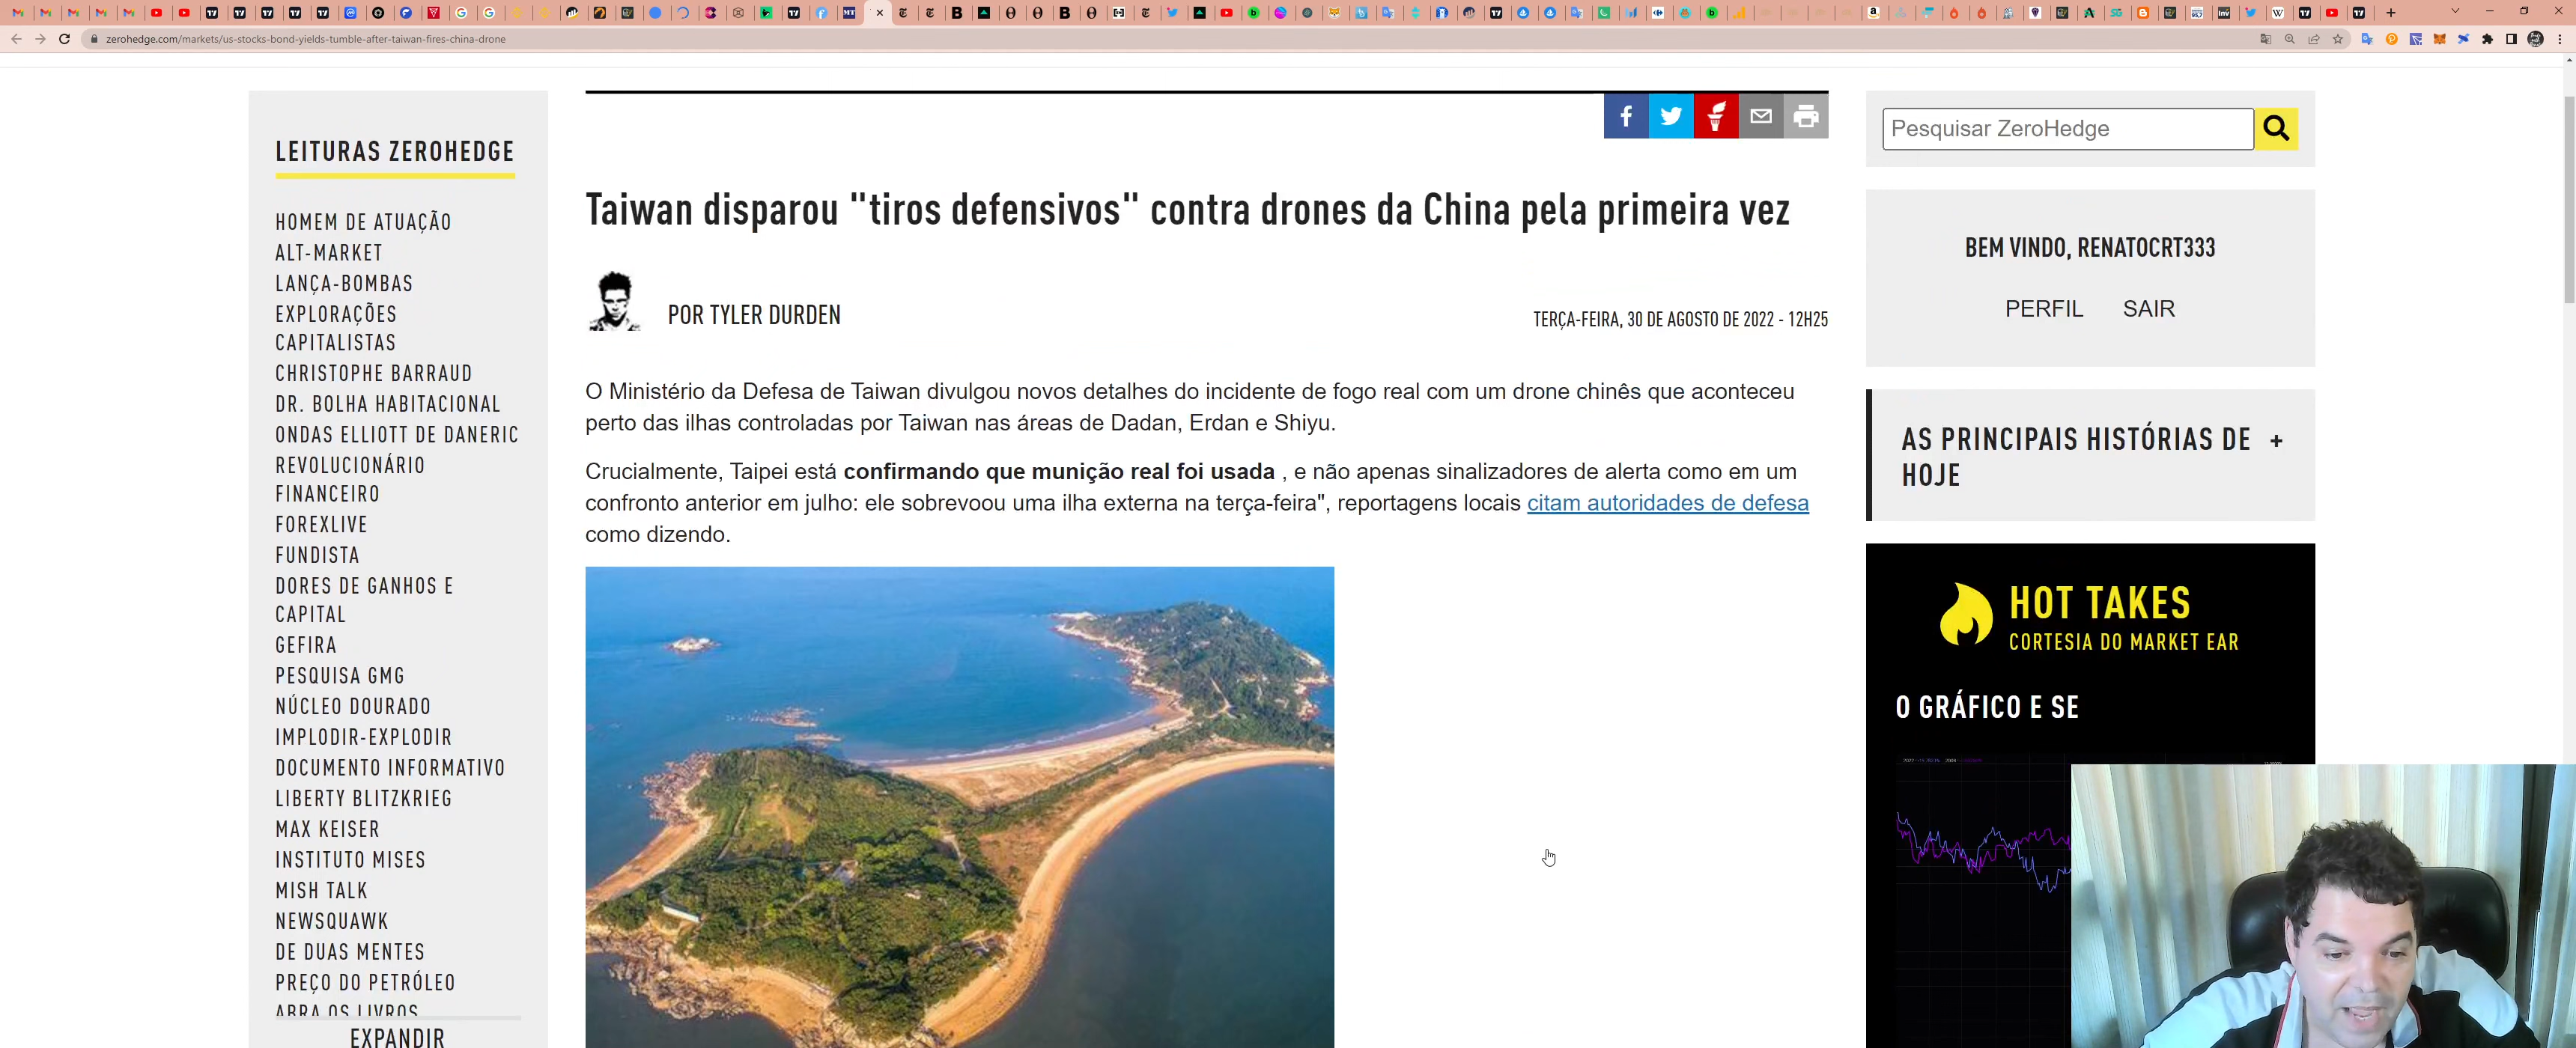 zerohedge.com/markets/us-stocks-bond-yields-tumble-after-taiwan-fires-china-drone
LEITURAS ZEROHEDGE
HOMEM DE ATUAÇÃO
ALT-MARKET
LANÇA-BOMBAS
EXPLORAÇÕES
CAPITALISTAS
CHRISTOPHE BARRAUD
DR. BOLHA HABITACIONAL
ONDAS ELLIOTT DE DANERIC
REVOLUCIONÁRIO
FINANCEIRO
FOREXLIVE
FUNDISTA
DORES DE GANHOS E
CAPITAL
GEFIRA
PESQUISA GMG
NÚCLEO DOURADO
IMPLODIR-EXPLODIR
DOCUMENTO INFORMATIVO
LIBERTY BLITZKRIEG
MAX KEISER
INSTITUTO MISES
MISH TALK
NEWSQUAWK
DE DUAS MENTES
PREÇO DO PETRÓLEO
ABRA OS LIVROS
EXPANDIR
Taiwan disparou "tiros defensivos" contra drones da China pela primeira vez
POR TYLER DURDEN
TERÇA-FEIRA, 30 DE AGOSTO DE 2022 - 12H25
O Ministério da Defesa de Taiwan divulgou novos detalhes do incidente de fogo real com um drone chinês que aconteceu
perto das ilhas controladas por Taiwan nas áreas de Dadan, Erdan e Shiyu.
Crucialmente, Taipei está confirmando que munição real foi usada , e não apenas sinalizadores de alerta como em um
confronto anterior em julho: ele sobrevoou uma ilha externa na terça-feira", reportagens locais citam autoridades de defesa
como dizendo.
Pesquisar ZeroHedge
BEM VINDO, RENATOCRT333
PERFIL SAIR
AS PRINCIPAIS HISTÓRIAS DE +
HOJE
HOT TAKES
CORTESIA DO MARKET EAR
O GRÁFICO E SE